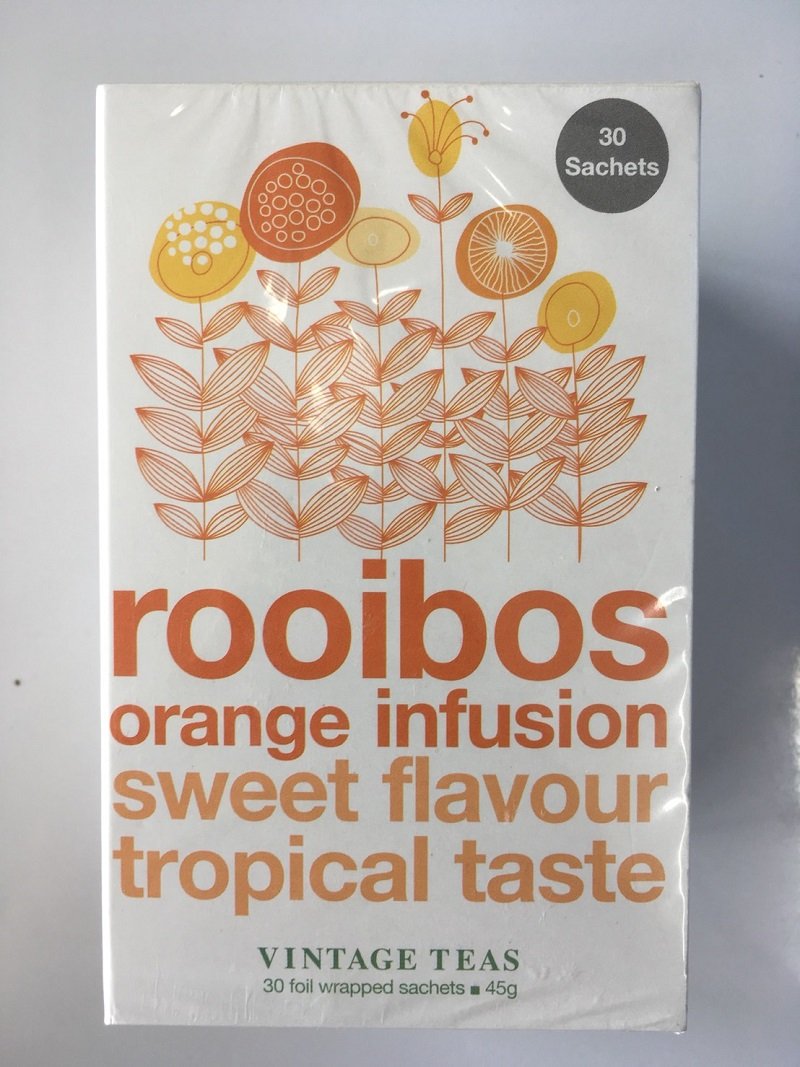 30
Sachets
rooibos
orange infusion
sweet flavour
tropical taste
VINTAGE TEAS
30 foil wrapped sachets ■ 45g